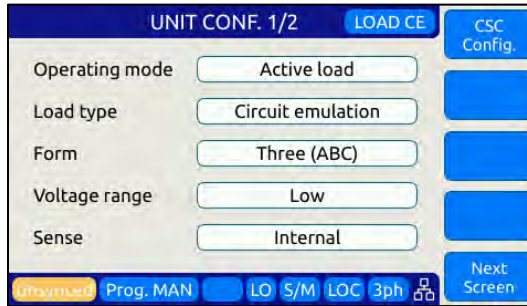 UNIT CONF. 1/2 LOAD CE
CSC
Config.
Operating mode Active load
Load type Circuit emulation
Form Three (ABC)
Voltage range Low
Sense Internal
Unsynced Prog. MAN LO S/M LOC 3ph
Next
Screen